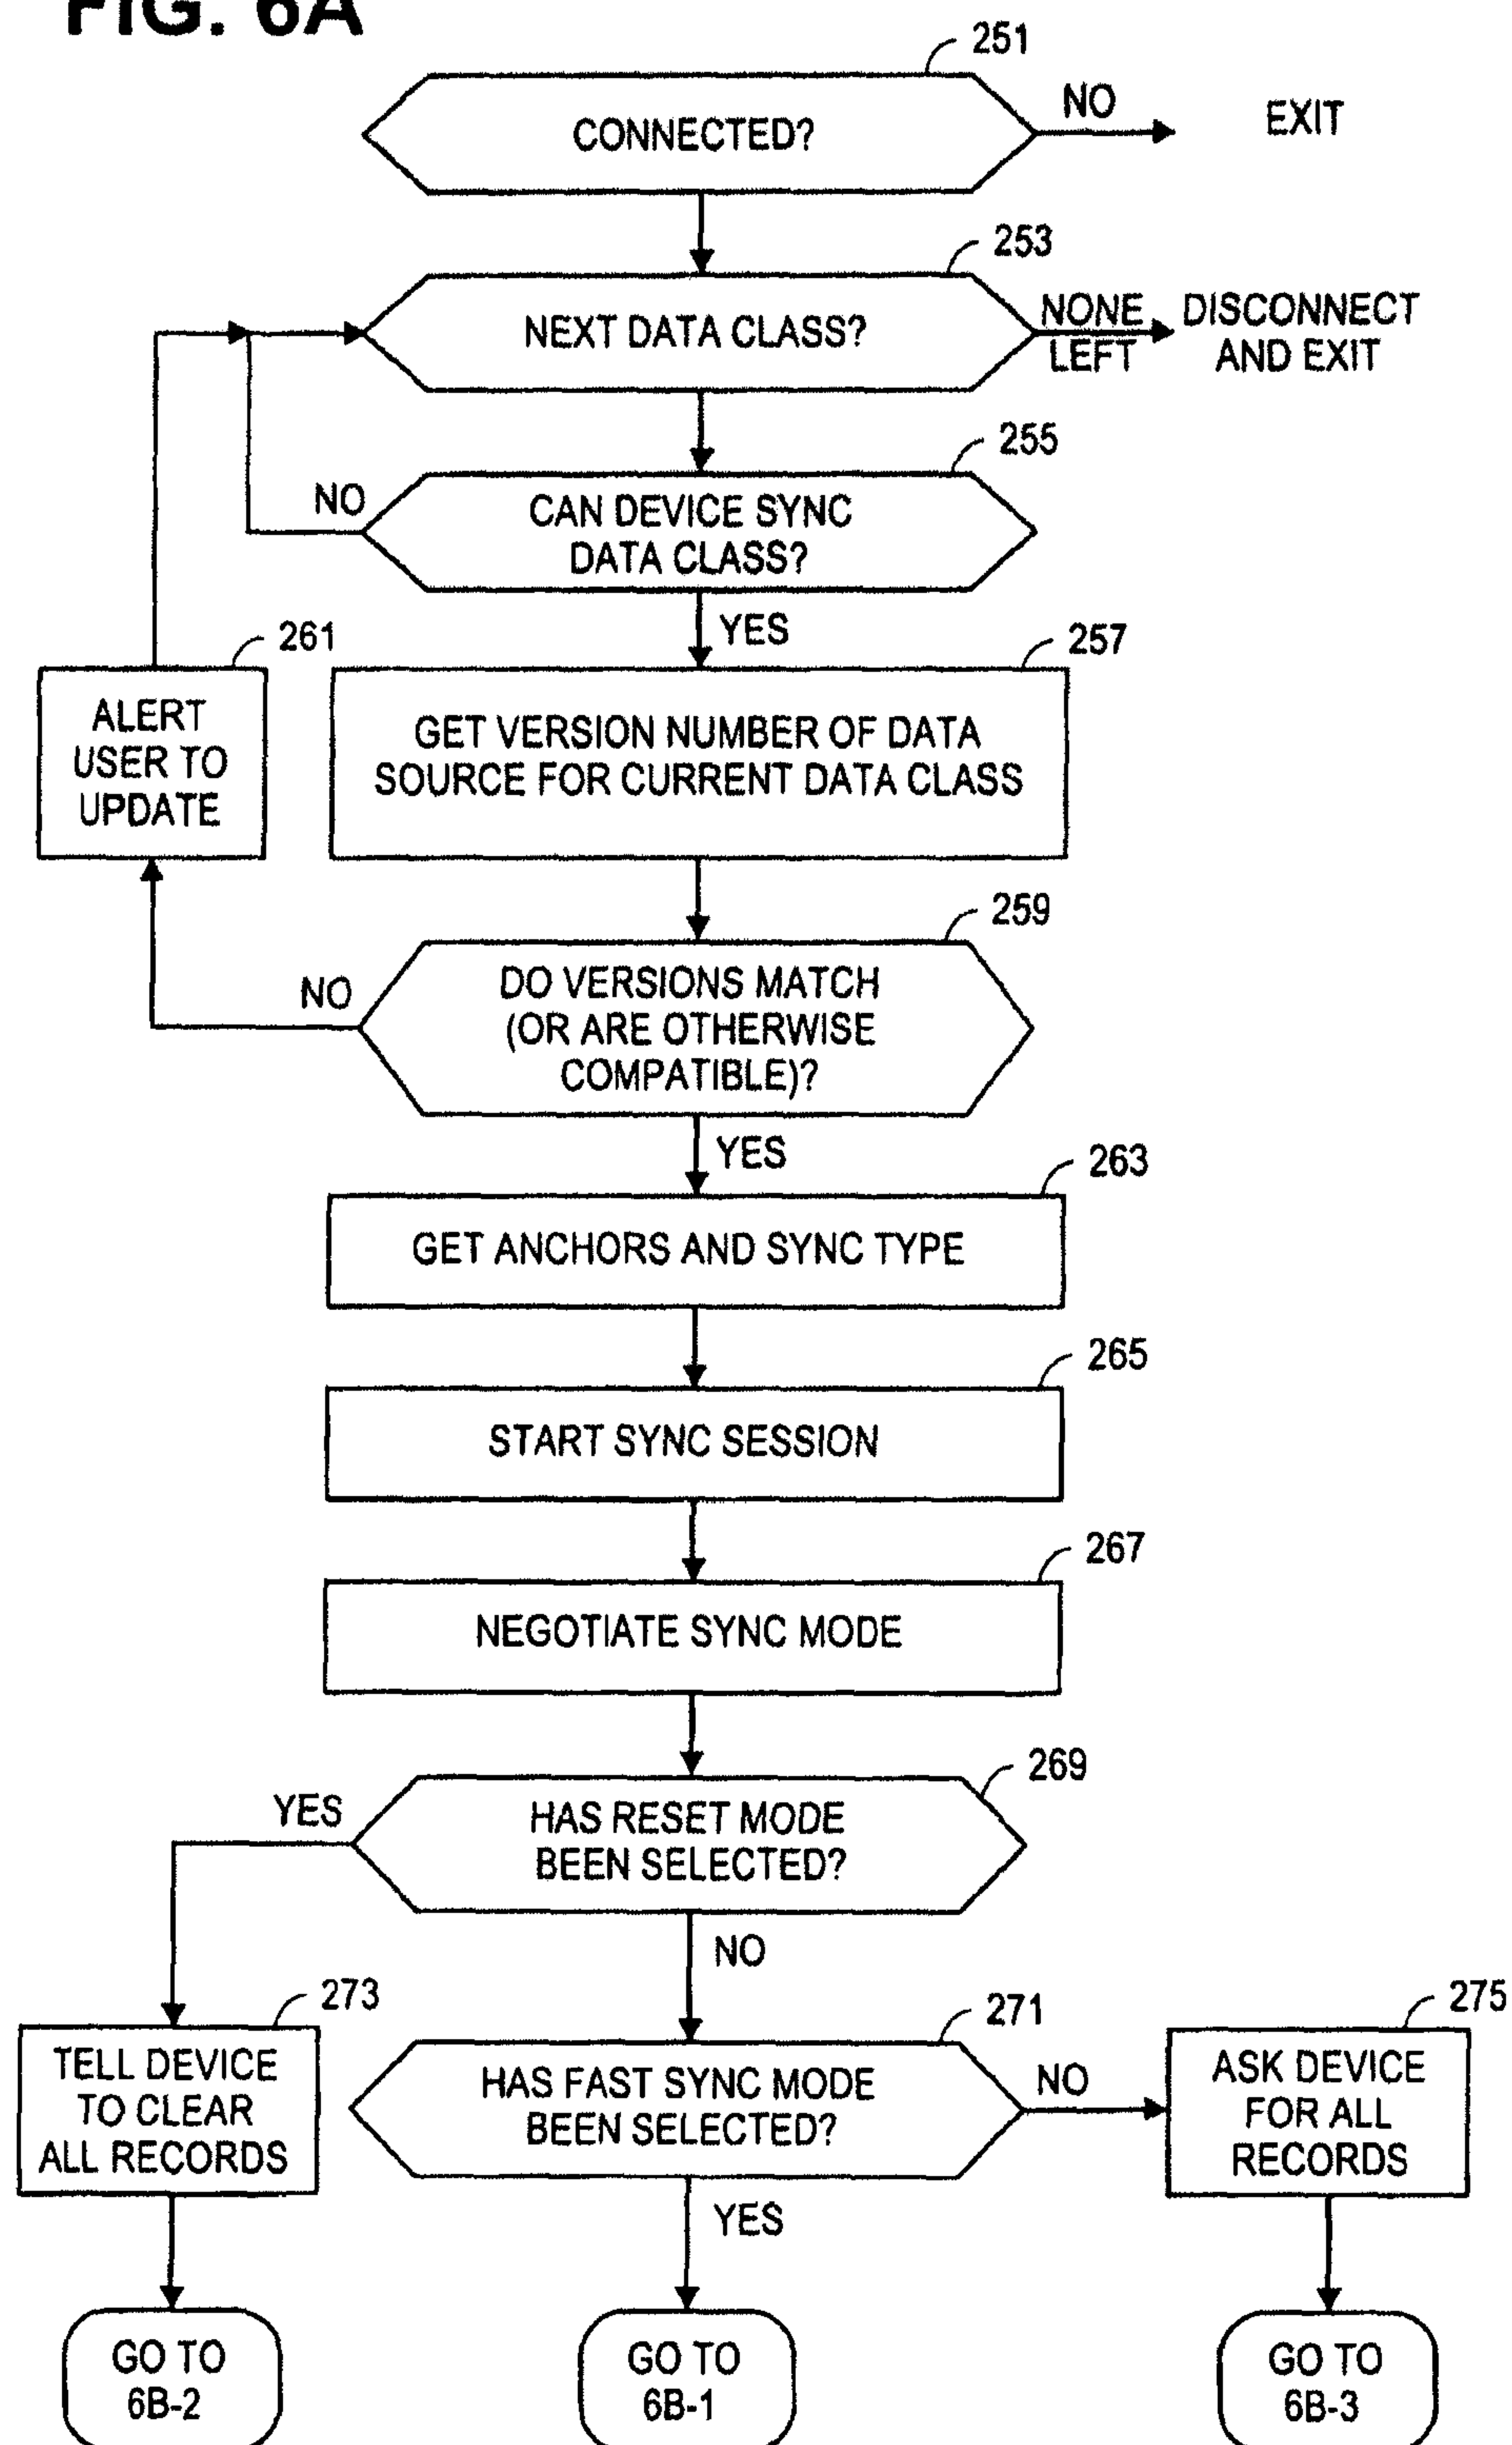 FIG. 6A
251
CONNECTED?
NO
EXIT
253
NEXT DATA CLASS?
NONE
LEFT
DISCONNECT
AND EXIT
255
NO
CAN DEVICE SYNC
DATA CLASS?
YES
261
ALERT
USER TO
UPDATE
257
GET VERSION NUMBER OF DATA
SOURCE FOR CURRENT DATA CLASS
259
NO
DO VERSIONS MATCH
(OR ARE OTHERWISE
COMPATIBLE)?
YES
263
GET ANCHORS AND SYNC TYPE
265
START SYNC SESSION
267
NEGOTIATE SYNC MODE
269
YES
HAS RESET MODE
BEEN SELECTED?
NO
273
TELL DEVICE
TO CLEAR
ALL RECORDS
271
HAS FAST SYNC MODE
BEEN SELECTED?
NO
YES
275
ASK DEVICE
FOR ALL
RECORDS
GO TO
6B-2
GO TO
6B-1
GO TO
6B-3